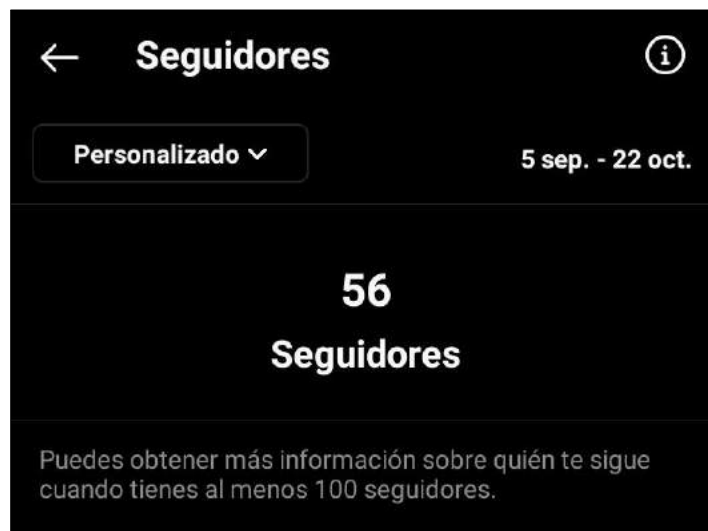 Seguidores
Personalizado
5 sep. - 22 oct.
56
Seguidores
Puedes obtener más información sobre quién te sigue
cuando tienes al menos 100 seguidores.